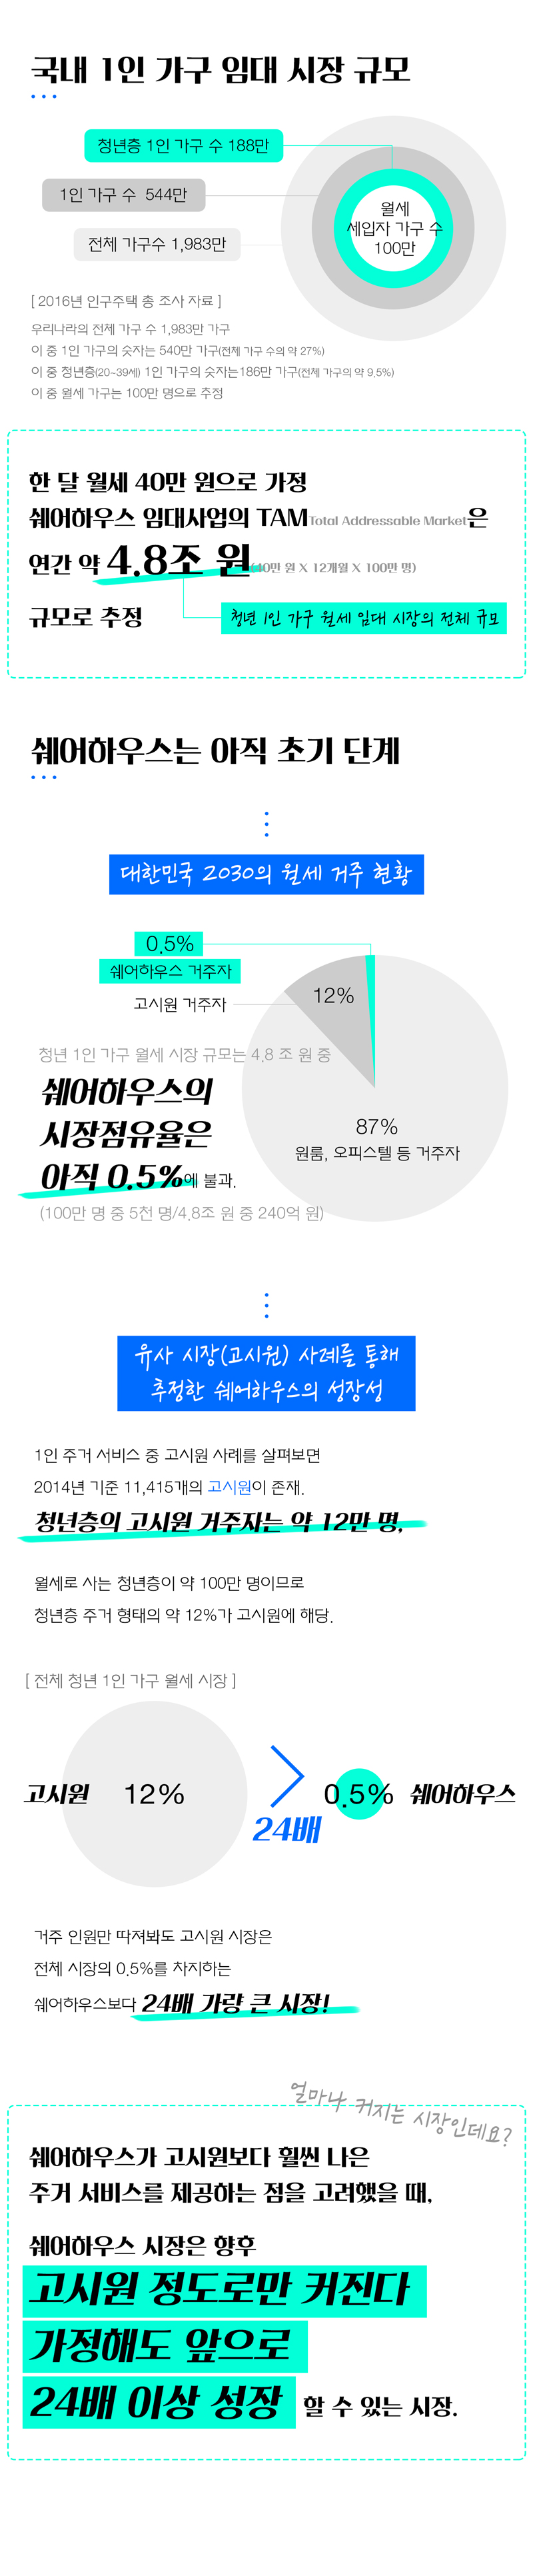 국내 1인 가구 임대 시장 규모
청년층 1인 가구 수 188만
1인 가구 수 544만
전체 가구수 1,983만
월세
세입자 가구 수
100만
[ 2016년 인구주택 총 조사 자료 ]
우리나라의 전체 가구 수 1,983만 가구
이 중 1인 가구의 숫자는 540만 가구(전체 가구 수의 약 27%)
이 중 청년층(20~39세) 1인 가구의 숫자는186만 가구(전체 가구의 약 9.5%)
이 중 월세 가구는 100만 명으로 추정
한 달 월세 40만 원으로 가정
쉐어하우스 임대사업의 TAM Total Addressable Market은
연간 약 4.8조 원(40만 원 X 12개월 X 100만 명)
규모로 추정
청년 1인 가구 월세 임대 시장의 전체 규모
쉐어하우스는 아직 초기 단계
대한민국 2030의 월세 거주 현황
0.5%
쉐어하우스 거주자
고시원 거주자
12%
청년 1인 가구 월세 시장 규모는 4.8 조 원 중
쉐어하우스의
시장점유율은
아직 0.5%에 불과.
(100만 명 중 5천 명/4.8조 원 중 240억 원)
87%
원룸, 오피스텔 등 거주자
유사 시장(고시원) 사례를 통해
추정한 쉐어하우스의 성장성
1인 주거 서비스 중 고시원 사례를 살펴보면
2014년 기준 11,415개의 고시원이 존재.
청년층의 고시원 거주자는 약 12만 명,
월세로 사는 청년층이 약 100만 명이므로
청년층 주거 형태의 약 12%가 고시원에 해당.
[ 전체 청년 1인 가구 월세 시장 ]
고시원 12%
24배
0.5% 쉐어하우스
거주 인원만 따져봐도 고시원 시장은
전체 시장의 0.5%를 차지하는
쉐어하우스보다 24배 가량 큰 시장!
얼마나 커지는 시장인데요?
쉐어하우스가 고시원보다 훨씬 나은
주거 서비스를 제공하는 점을 고려했을 때,
쉐어하우스 시장은 향후
고시원 정도로만 커진다
가정해도 앞으로
24배 이상 성장 할 수 있는 시장.